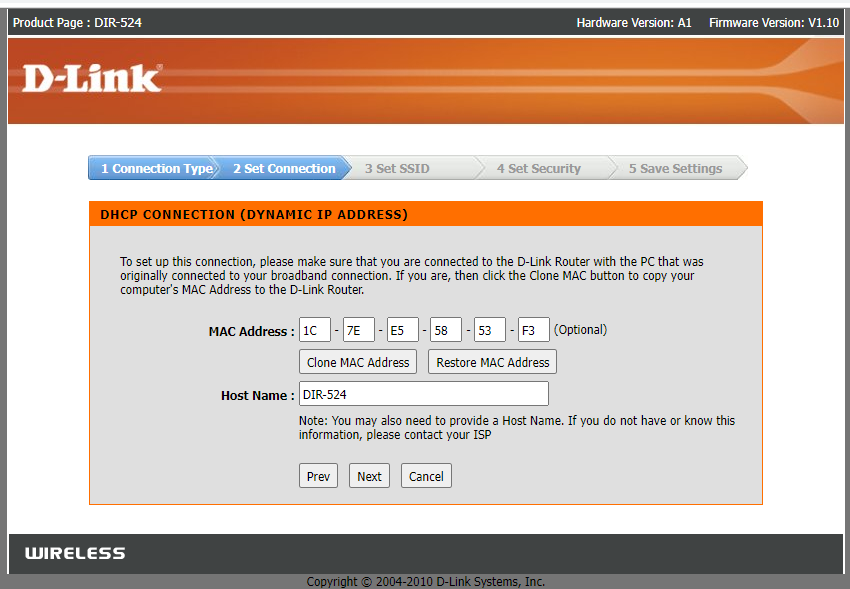 Product Page : DIR-524 Hardware Version: A1 Firmware Version: V1.10
D-Link®
1 Connection Type 2 Set Connection 3 Set SSID 4 Set Security 5 Save Settings
DHCP CONNECTION (DYNAMIC IP ADDRESS)
To set up this connection, please make sure that you are connected to the D-Link Router with the PC that was
originally connected to your broadband connection. If you are, then click the Clone MAC button to copy your
computer's MAC Address to the D-Link Router.
MAC Address : 1C - 7E - E5 - 58 - 53 - F3 (Optional)
Clone MAC Address Restore MAC Address
Host Name : DIR-524
Note: You may also need to provide a Host Name. If you do not have or know this
information, please contact your ISP
Prev Next Cancel
WIRELESS
Copyright © 2004-2010 D-Link Systems, Inc.